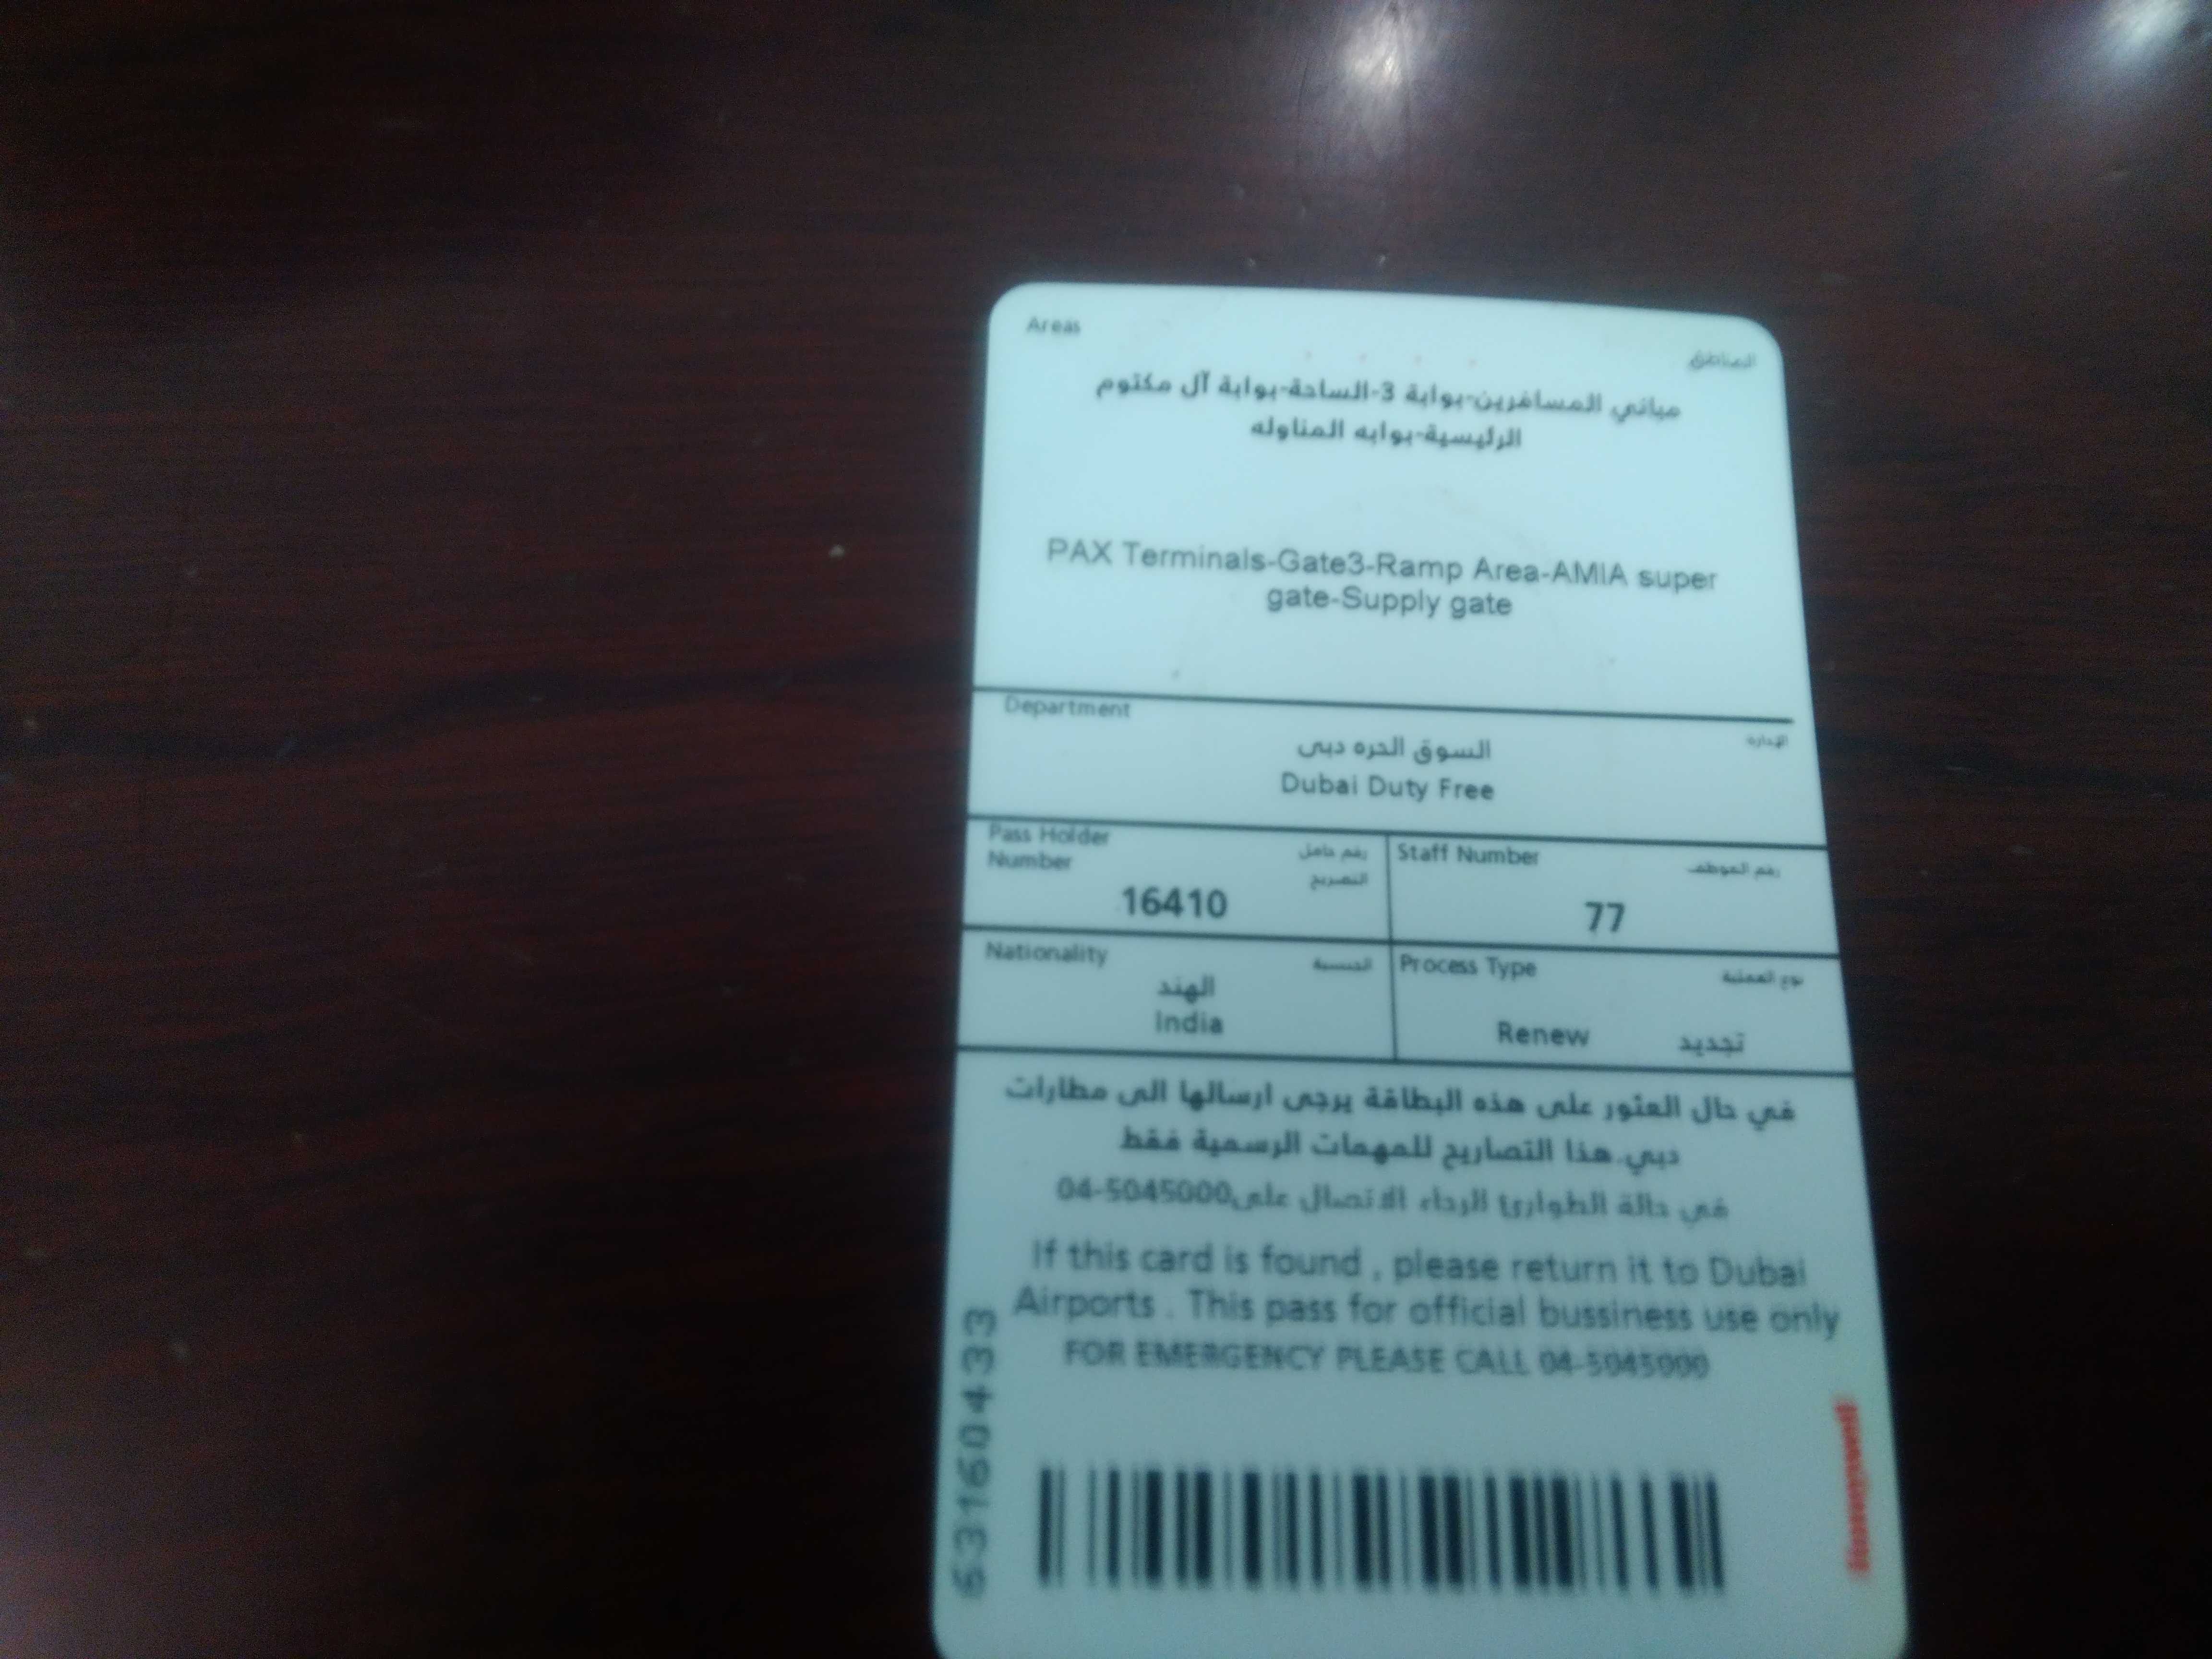 Areas المناطق
مباني المسافرين-بوابة 3-الساحة-بوابة آل مكتوم
الرئيسية-بوابه المناوله
PAX Terminals-Gate3-Ramp Area-AMIA super
gate-Supply gate
Department الإدارة
السوق الحره دبى
Dubai Duty Free
Pass Holder
Number
رقم حامل
التصريح
16410
Staff Number رقم الموظف
77
Nationality الجنسية
الهند
India
Process Type نوع العملية
Renew تجديد
في حال العثور على هذه البطاقة يرجى ارسالها الى مطارات
دبي.هذا التصاريح للمهمات الرسمية فقط
في حالة الطوارئ الرجاء الاتصال على04-5045000
If this card is found , please return it to Dubai
Airports . This pass for official bussiness use only
FOR EMERGENCY PLEASE CALL 04-5045000
Honeywell